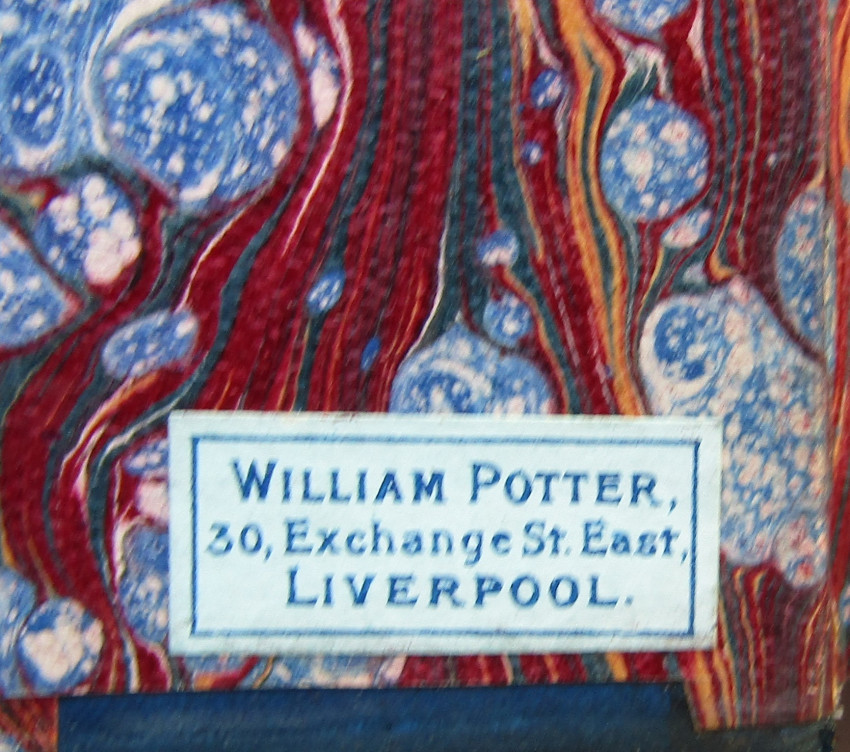 WILLIAM POTTER,
30, Exchange St. East,
LIVERPOOL.